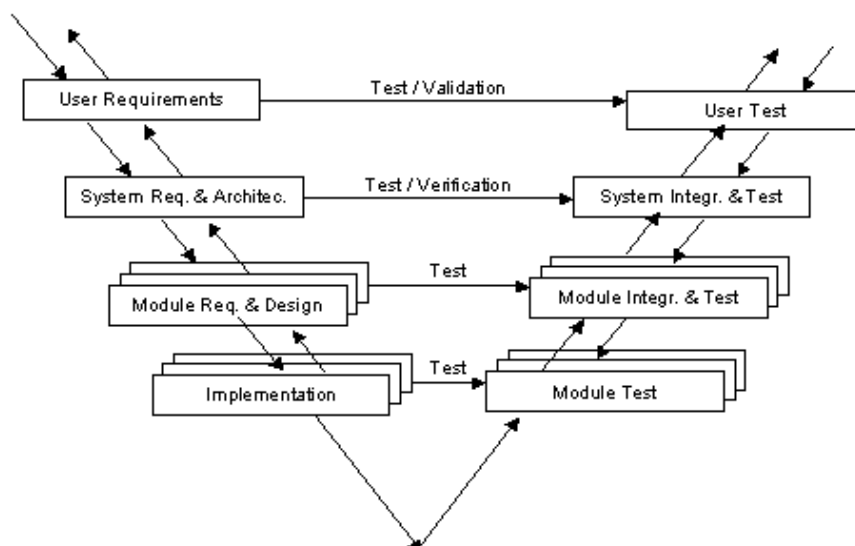 Test / Validation
User Requirements
User Test
Test / Verification
System Req. & Architec.
System Integr. & Test
Test
Module Req. & Design
Module Integr. & Test
Test
Implementation
Module Test